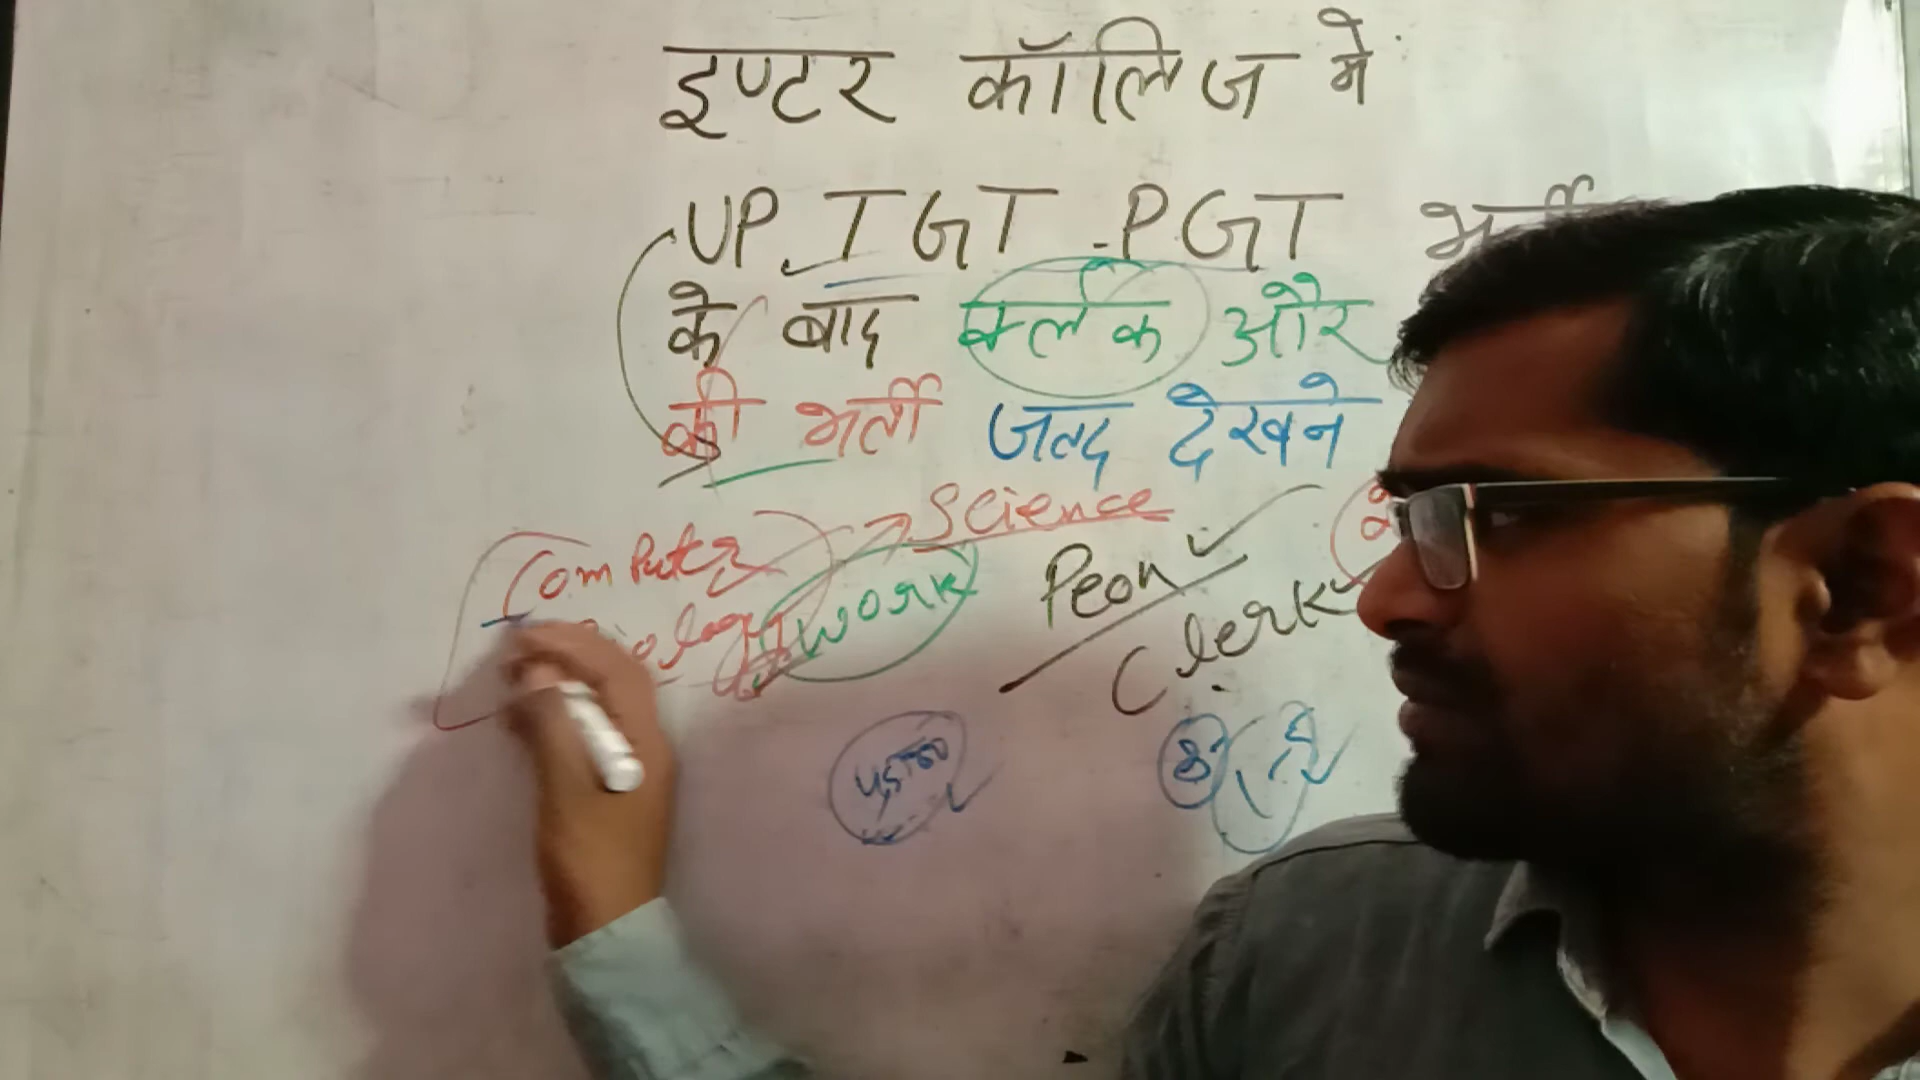 इण्टर कॉलिज मे
UP TGT - PGT
के बाद क्लर्क और
की भर्ती जल्द देखने
Computer → Science
work Peon
Clerk